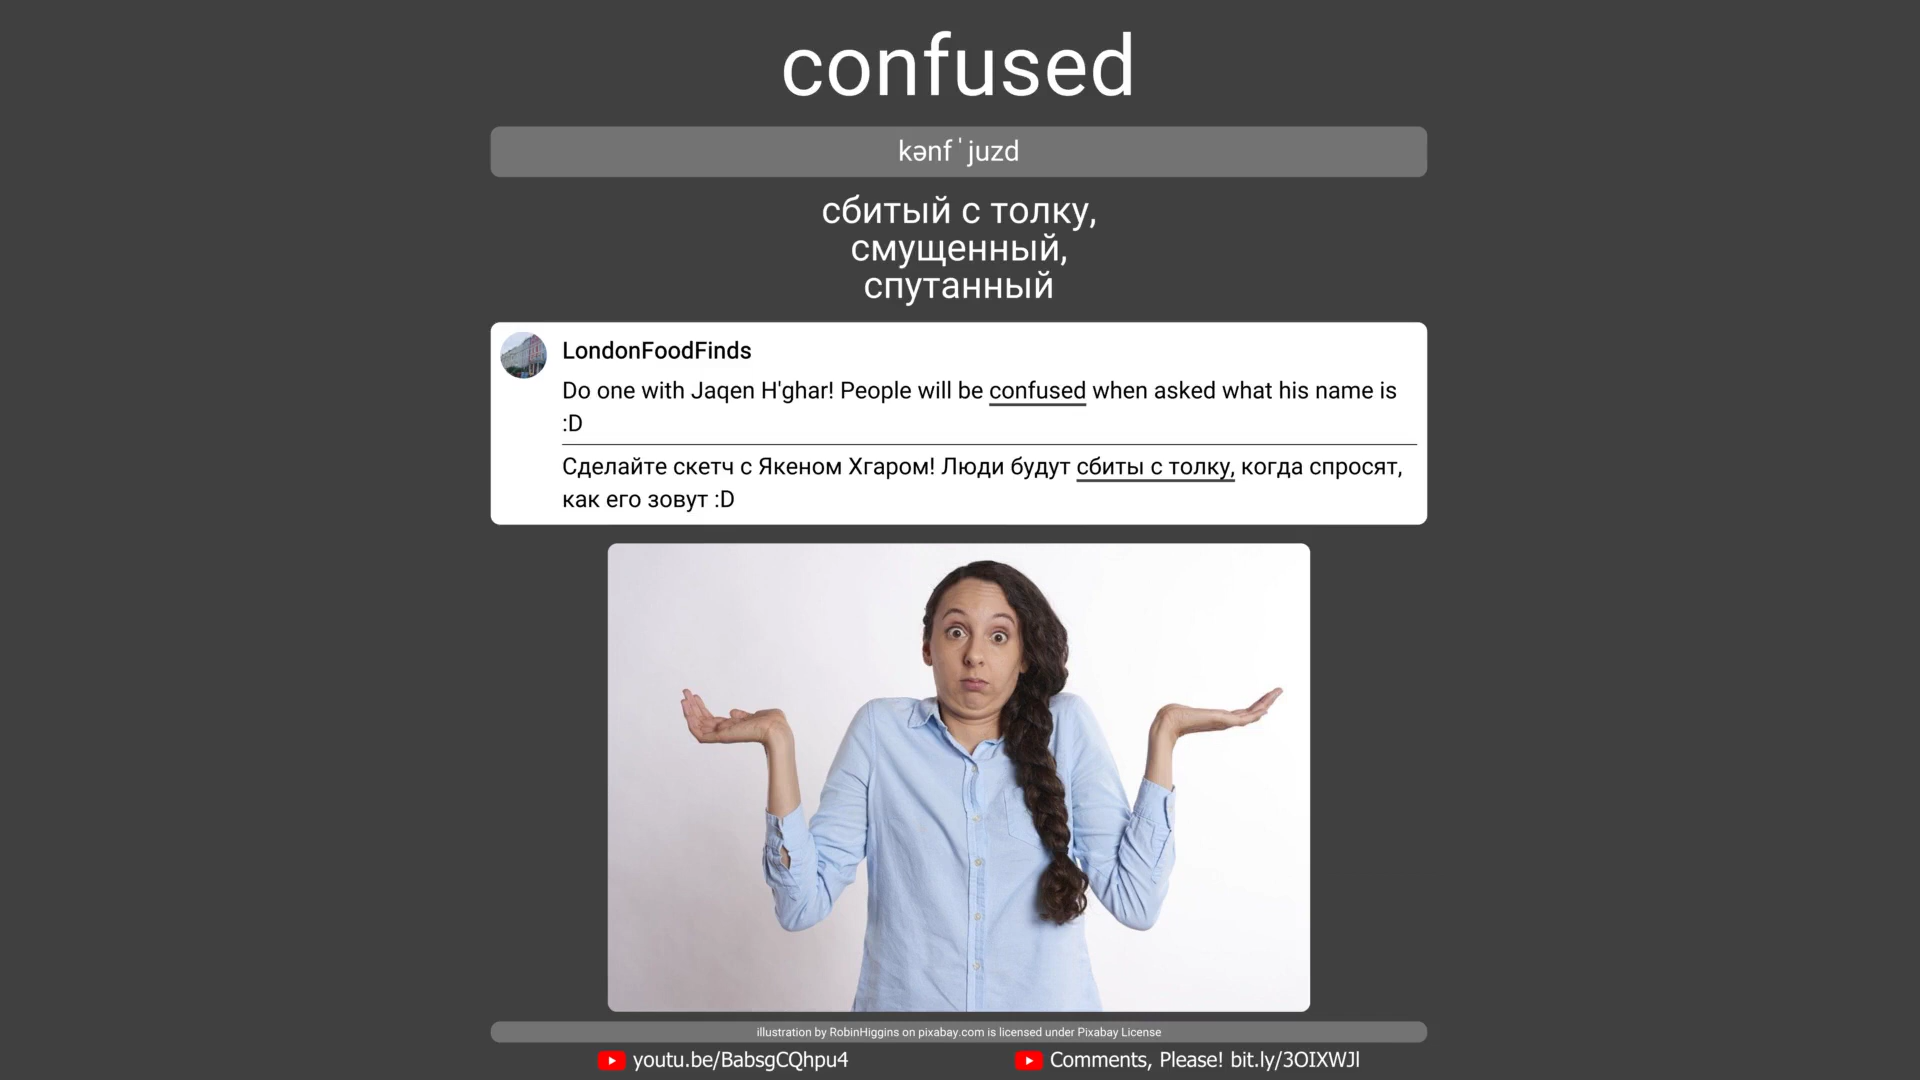 confused
kənfˈjuzd
сбитый с толку,
смущенный,
спутанный
LondonFoodFinds
Do one with Jaqen H'ghar! People will be confused when asked what his name is
:D
Сделайте скетч с Якеном Хгаром! Люди будут сбиты с толку, когда спросят,
как его зовут :D
illustration by RobinHiggins on pixabay.com is licensed under Pixabay License
youtu.be/BabsgCQhpu4
Comments, Please! bit.ly/3OIXWJl